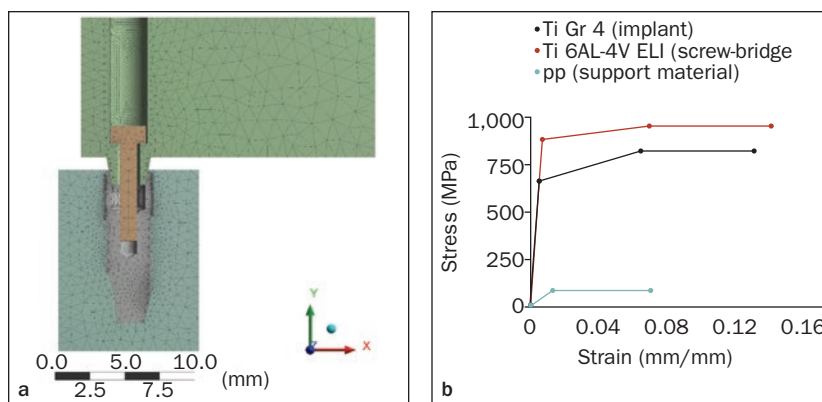 Y
Z
X
0.0 5.0 10.0
(mm)
2.5 7.5
a
• Ti Gr 4 (implant)
• Ti 6AL-4V ELI (screw-bridge
• pp (support material)
1,000
750
500
250
0
Stress (MPa)
0 0.04 0.08 0.12 0.16
Strain (mm/mm)
b